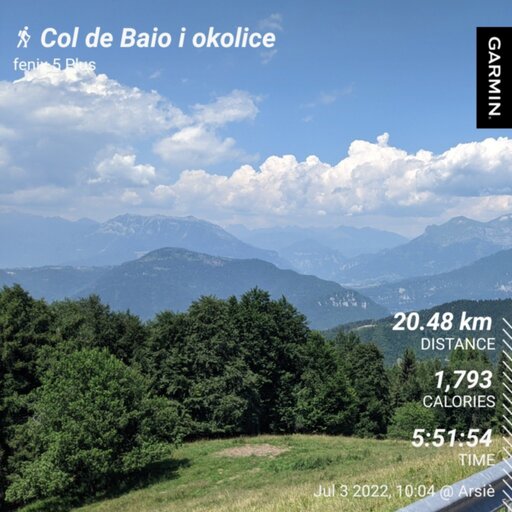 Col de Baio i okolice
fenix 5 Plus
GARMIN.
20.48 km
DISTANCE
1,793
CALORIES
5:51:54
TIME
Jul 3 2022, 10:04 @ Arsiè